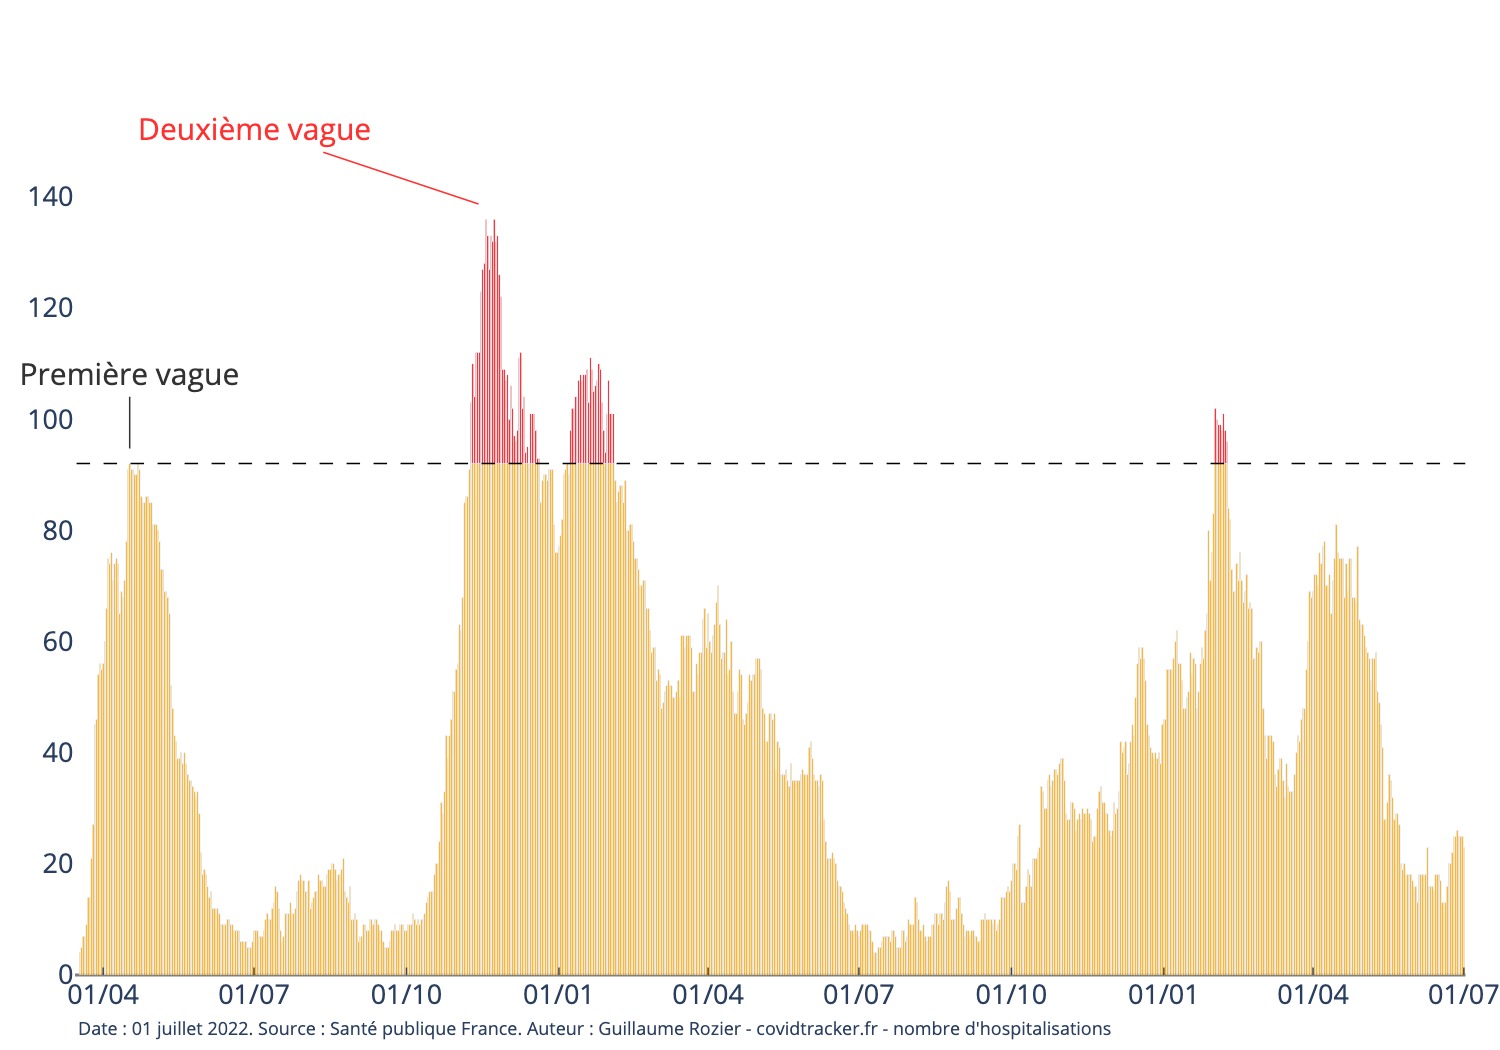 Deuxième vague
140
120
Première vague
100
80
60
40
20
0
01/04 01/07 01/10 01/01 01/04 01/07 01/10 01/01 01/04 01/07
Date : 01 juillet 2022. Source : Santé publique France. Auteur : Guillaume Rozier - covidtracker.fr - nombre d'hospitalisations